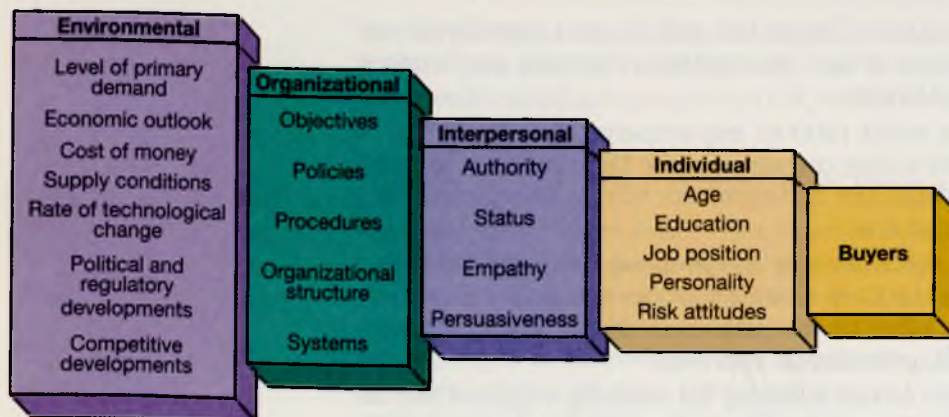 Environmental
Level of primary
demand
Economic outlook
Cost of money
Supply conditions
Rate of technological
change
Political and
regulatory
developments
Competitive
developments
Organizational
Objectives
Policies
Procedures
Organizational
structure
Systems
Interpersonal
Authority
Status
Empathy
Persuasiveness
Individual
Age
Education
Job position
Personality
Risk attitudes
Buyers